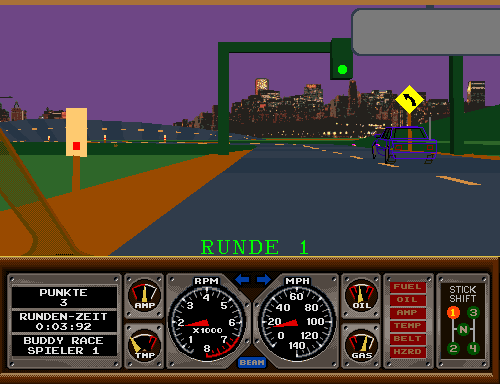 RUNDE 1
PUNKTE
3
RUNDEN-ZEIT
0:03:92
BUDDY RACE
SPIELER 1
AMP
TMP
RPM
1
2
3
4
5
6
7
8
X1000
MPH
0
20
40
60
80
100
120
140
BEAM
OIL
GAS
FUEL
OIL
AMP
TEMP
BELT
HZRD
STICK
SHIFT
1 3
N
2 4